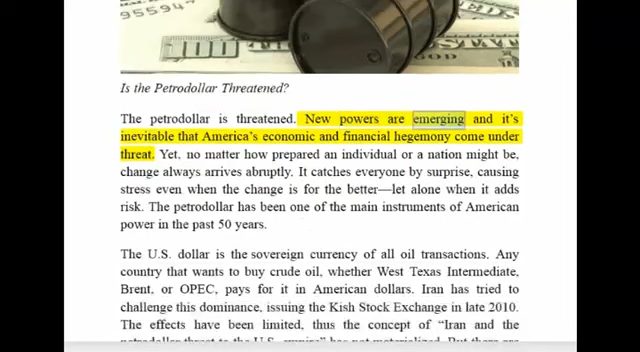 100
Is the Petrodollar Threatened?
The petrodollar is threatened. New powers are emerging and it's
inevitable that America's economic and financial hegemony come under
threat. Yet, no matter how prepared an individual or a nation might be,
change always arrives abruptly. It catches everyone by surprise, causing
stress even when the change is for the better—let alone when it adds
risk. The petrodollar has been one of the main instruments of American
power in the past 50 years.
The U.S. dollar is the sovereign currency of all oil transactions. Any
country that wants to buy crude oil, whether West Texas Intermediate,
Brent, or OPEC, pays for it in American dollars. Iran has tried to
challenge this dominance, issuing the Kish Stock Exchange in late 2010.
The effects have been limited, thus the concept of “Iran and the